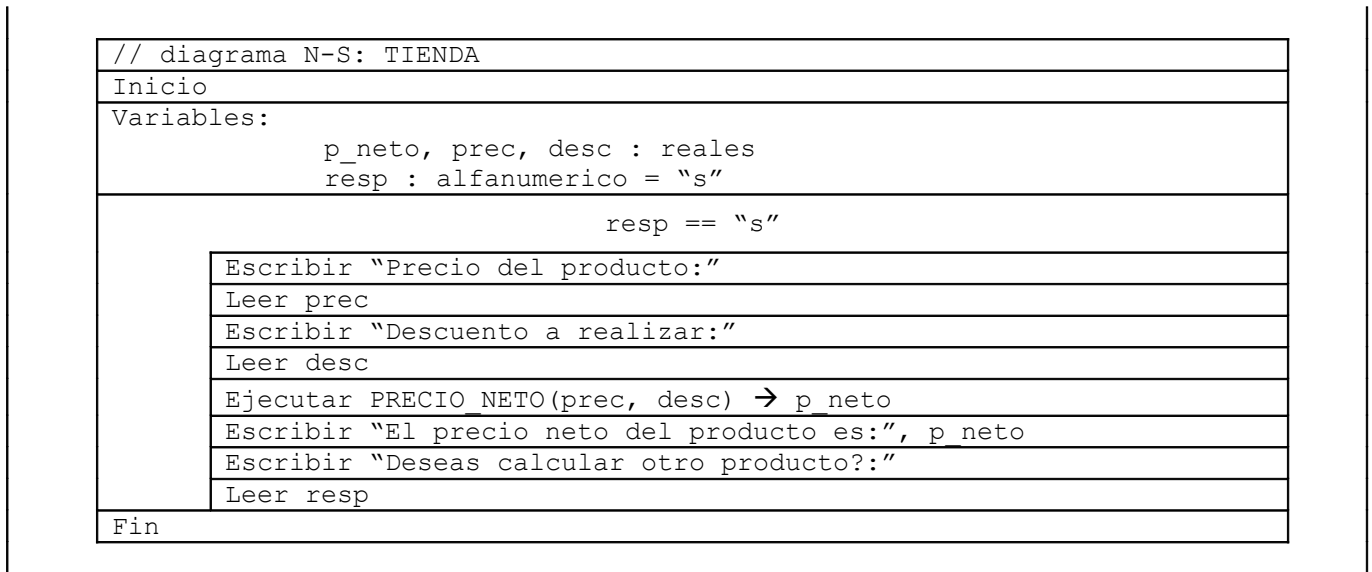 // diagrama N-S: TIENDA
Inicio
Variables:
p_neto, prec, desc : reales
resp : alfanumerico = “s”
resp == “s”
Escribir “Precio del producto:”
Leer prec
Escribir “Descuento a realizar:”
Leer desc
Ejecutar PRECIO_NETO(prec, desc) → p_neto
Escribir “El precio neto del producto es:”, p_neto
Escribir “Deseas calcular otro producto?:”
Leer resp
Fin